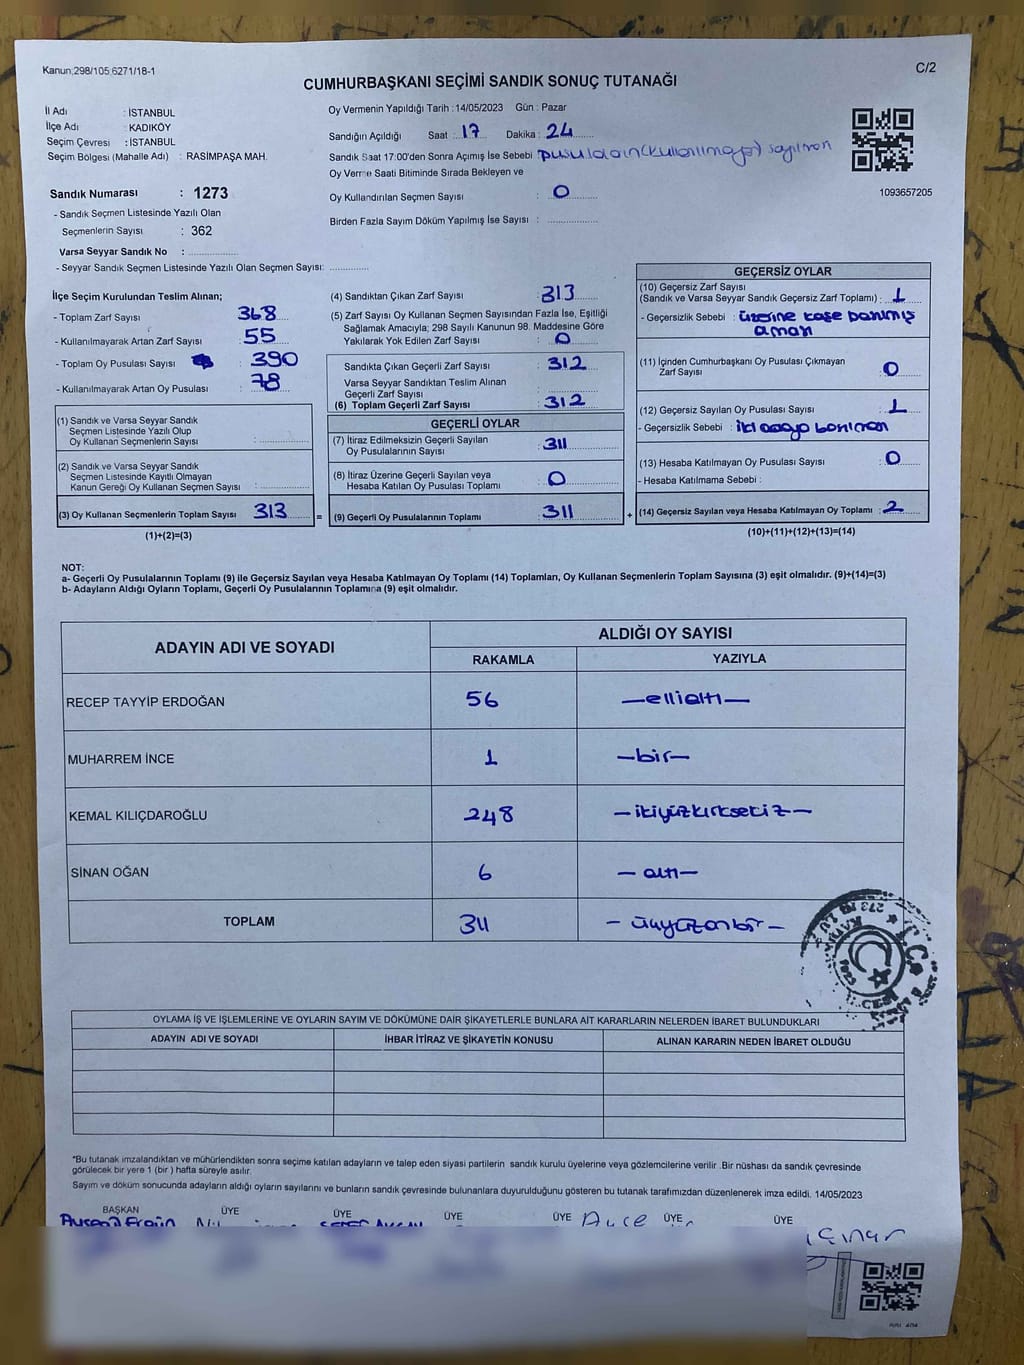 Kanun;298/105 6271/18-1
C/2
CUMHURBAŞKANI SEÇİMİ SANDIK SONUÇ TUTANAĞI
İl Adı : İSTANBUL
İlçe Adı : KADIKÖY
Seçim Çevresi : İSTANBUL
Seçim Bölgesi (Mahalle Adı) : RASİMPAŞA MAH.
Sandık Numarası : 1273
- Sandık Seçmen Listesinde Yazılı Olan
Seçmenlerin Sayısı : 362
Varsa Seyyar Sandık No : ..............
- Seyyar Sandık Seçmen Listesinde Yazılı Olan Seçmen Sayısı: ..............
Oy Vermenin Yapıldığı Tarih :14/05/2023 Gün : Pazar
Sandığın Açıldığı Saat : 17 Dakika : 24
Sandık Saat 17:00'den Sonra Açımış İse Sebebi pusulaların(kullanılmayan)
Oy Verme Saati Bitiminde Sırada Bekleyen ve
Oy Kullandırılan Seçmen Sayısı : 0
Birden Fazla Sayım Döküm Yapılmış İse Sayısı : ..............
1093657205
İlçe Seçim Kurulundan Teslim Alınan;
- Toplam Zarf Sayısı : 368
- Kullanılmayarak Artan Zarf Sayısı : 55
- Toplam Oy Pusulası Sayısı : 390
- Kullanılmayarak Artan Oy Pusulası : 78
(1) Sandık ve Varsa Seyyar Sandık
Seçmen Listesinde Yazılı Olup
Oy Kullanan Seçmenlerin Sayısı : ..............
(2) Sandık ve Varsa Seyyar Sandık
Seçmen Listesinde Kayıtlı Olmayan
Kanun Gereği Oy Kullanan Seçmen Sayısı : ..............
(3) Oy Kullanan Seçmenlerin Toplam Sayısı : 313 =
(1)+(2)=(3)
(4) Sandıktan Çıkan Zarf Sayısı : 313
(5) Zarf Sayısı Oy Kullanan Seçmen Sayısından Fazla İse, Eşitliği
Sağlamak Amacıyla; 298 Sayılı Kanunun 98. Maddesine Göre
Yakılarak Yok Edilen Zarf Sayısı : 0
Sandıkta Çıkan Geçerli Zarf Sayısı : 312
Varsa Seyyar Sandıktan Teslim Alınan
Geçerli Zarf Sayısı :
(6) Toplam Geçerli Zarf Sayısı : 312
GEÇERLİ OYLAR
(7) İtiraz Edilmeksizin Geçerli Sayılan
Oy Pusulalarının Sayısı : 311
(8) İtiraz Üzerine Geçerli Sayılan veya
Hesaba Katılan Oy Pusulası Toplamı : 0
(9) Geçerli Oy Pusulalarının Toplamı : 311 +
GEÇERSİZ OYLAR
(10) Geçersiz Zarf Sayısı
(Sandık ve Varsa Seyyar Sandık Geçersiz Zarf Toplamı) : 1
- Geçersizlik Sebebi : üzerine kaşe
(11) İçinden Cumhurbaşkanı Oy Pusulası Çıkmayan
Zarf Sayısı : 0
(12) Geçersiz Sayılan Oy Pusulası Sayısı : 1
- Geçersizlik Sebebi : iki adaya
(13) Hesaba Katılmayan Oy Pusulası Sayısı : 0
- Hesaba Katılmama Sebebi :
(14) Geçersiz Sayılan veya Hesaba Katılmayan Oy Toplamı : 2
(10)+(11)+(12)+(13)=(14)
NOT:
a- Geçerli Oy Pusulalarının Toplamı (9) ile Geçersiz Sayılan veya Hesaba Katılmayan Oy Toplamı (14) Toplamları, Oy Kullanan Seçmenlerin Toplam Sayısına (3) eşit olmalıdır. (9)+(14)=(3)
b- Adayların Aldığı Oyların Toplamı, Geçerli Oy Pusulalarının Toplamına (9) eşit olmalıdır.
ADAYIN ADI VE SOYADI
ALDIĞI OY SAYISI
RAKAMLA YAZIYLA
RECEP TAYYİP ERDOĞAN 56 —ellialtı—
MUHARREM İNCE 1 —bir—
KEMAL KILIÇDAROĞLU 248 —ikiyüzkırksekiz—
SİNAN OĞAN 6 —altı—
TOPLAM 311 —üçyüzonbir—
OYLAMA İŞ VE İŞLEMLERİNE VE OYLARIN SAYIM VE DÖKÜMÜNE DAİR ŞİKAYETLERLE BUNLARA AİT KARARLARIN NELERDEN İBARET BULUNDUKLARI
ADAYIN ADI VE SOYADI İHBAR İTİRAZ VE ŞİKAYETİN KONUSU ALINAN KARARIN NEDEN İBARET OLDUĞU
*Bu tutanak imzalandıktan ve mühürlendikten sonra seçime katılan adayların ve talep eden siyasi partilerin sandık kurulu üyelerine veya gözlemcilerine verilir .Bir nüshası da sandık çevresinde
görülecek bir yere 1 (bir ) hafta süreyle asılır.
Sayım ve döküm sonucunda adayların aldığı oyların sayılarını ve bunların sandık çevresinde bulunanlara duyurulduğunu gösteren bu tutanak tarafımızdan düzenlenerek imza edildi. 14/05/2023
BAŞKAN ÜYE ÜYE ÜYE ÜYE ÜYE ÜYE